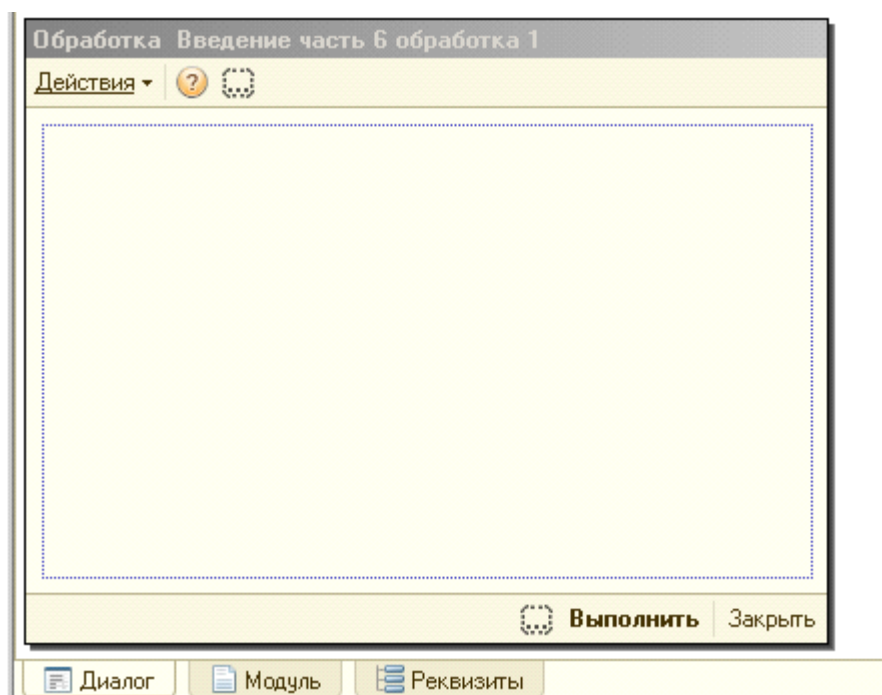 Обработка Введение часть 6 обработка 1
Действия
?
Выполнить Закрыть
Диалог Модуль Реквизиты